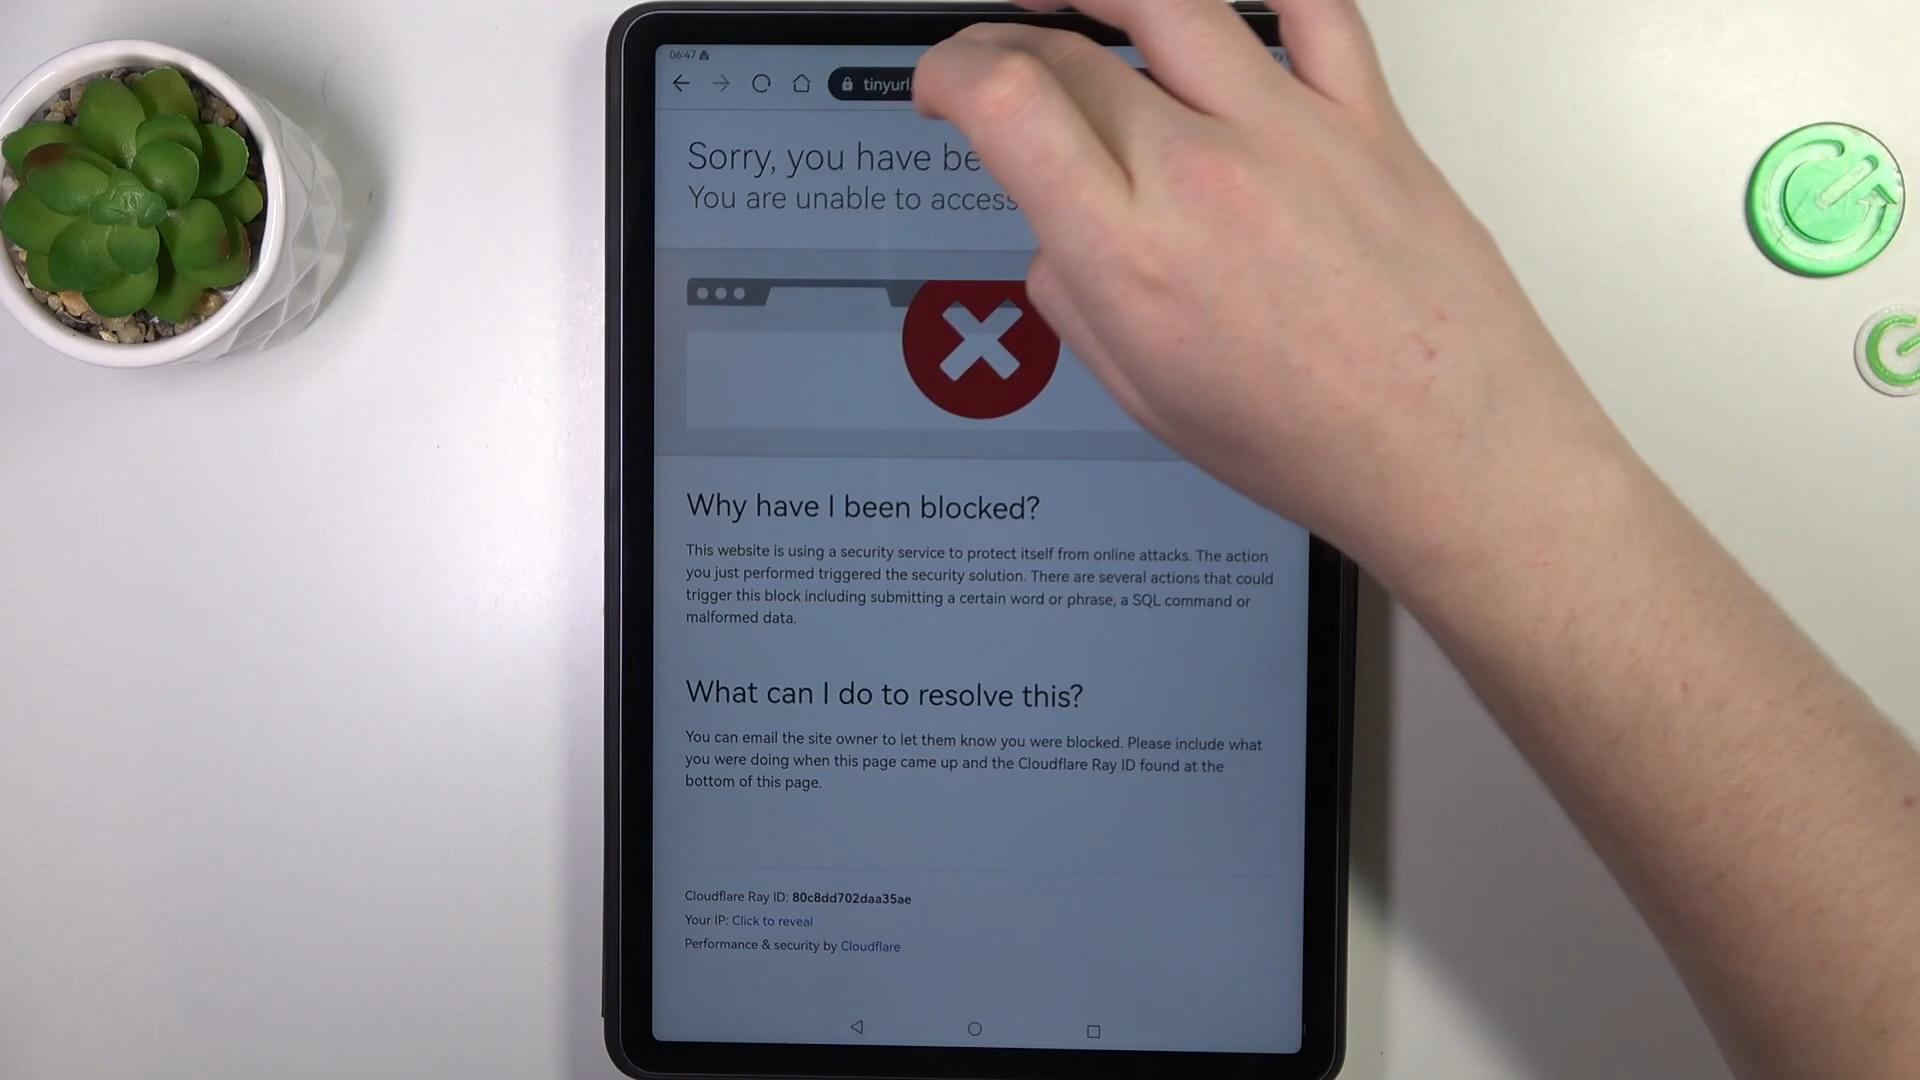 06:47
tinyurl.
Sorry, you have be
You are unable to access
Why have I been blocked?
This website is using a security service to protect itself from online attacks. The action
you just performed triggered the security solution. There are several actions that could
trigger this block including submitting a certain word or phrase, a SQL command or
malformed data.
What can I do to resolve this?
You can email the site owner to let them know you were blocked. Please include what
you were doing when this page came up and the Cloudflare Ray ID found at the
bottom of this page.
Cloudflare Ray ID: 80c8dd702daa35ae
Your IP: Click to reveal
Performance & security by Cloudflare